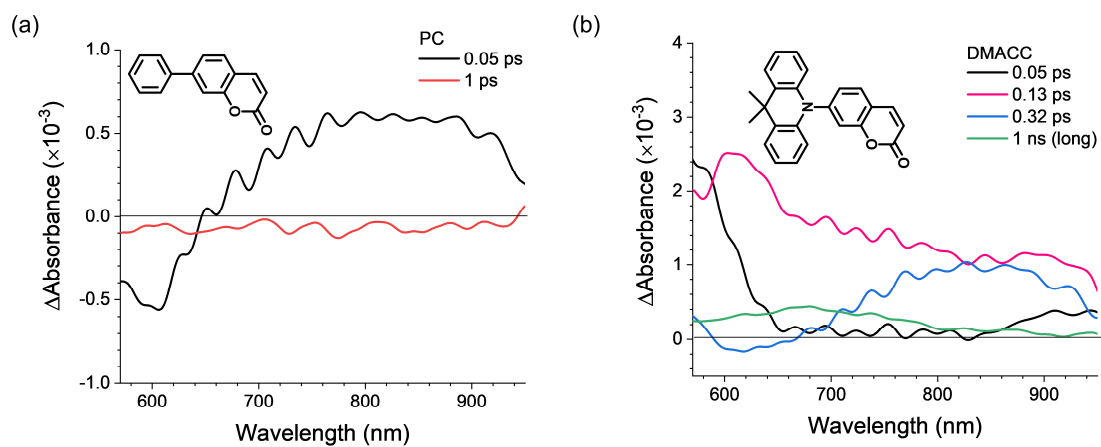 (a)
PC
0.05 ps
1 ps
O
O
ΔAbsorbance (×10⁻³)
1.0
0.5
0.0
-0.5
-1.0
600
700
800
900
Wavelength (nm)
(b)
DMACC
0.05 ps
0.13 ps
0.32 ps
1 ns (long)
N
O
O
ΔAbsorbance (×10⁻³)
4
3
2
1
0
600
700
800
900
Wavelength (nm)